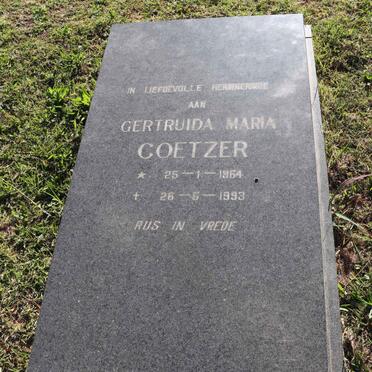 IN LIEFDEVOLLE HERINNERING
AAN
GERTRUIDA MARIA
COETZER
* 25-1-1964
+ 26-6-1993
RUS IN VREDE